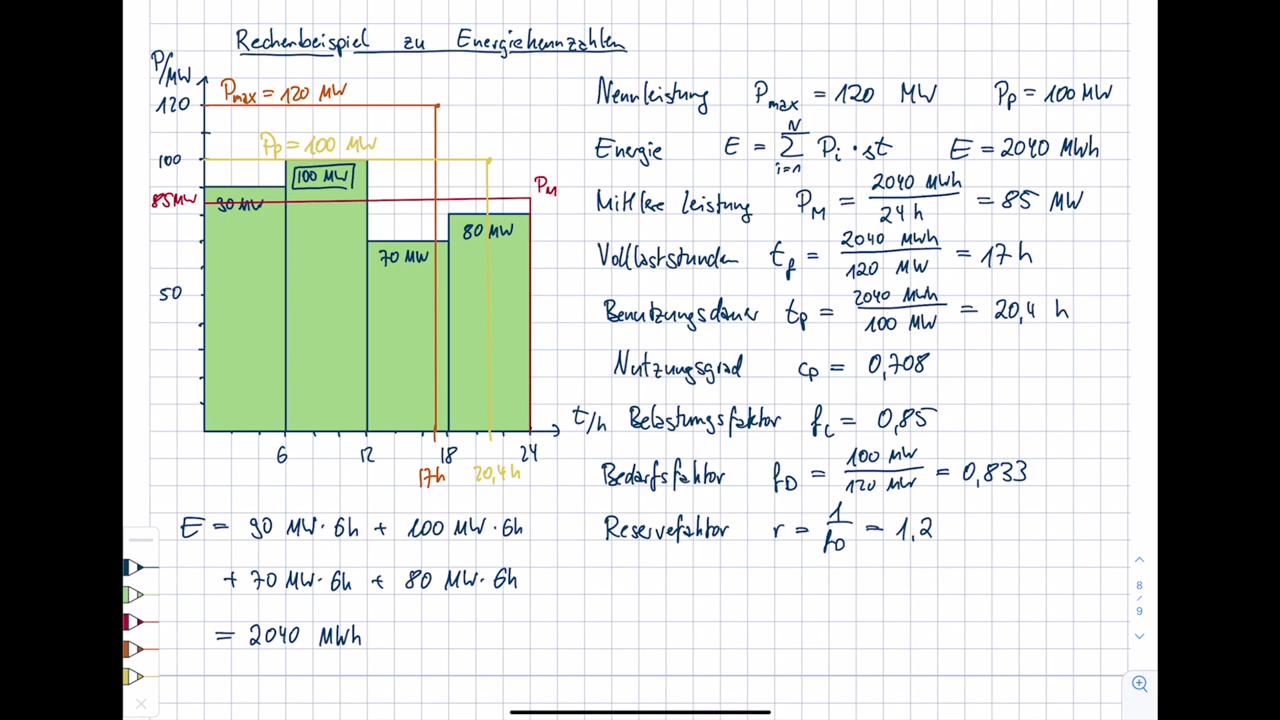 Rechenbeispiel zu Energiekennzahlen
P/MW
120
100
85MW
50
Pmax = 120 MW
Pp = 100 MW
100 MW
90 MW
70 MW
80 MW
PM
6 12 18 24
t/h
17h 20,4 h
E = 90 MW·6h + 100 MW·6h
+ 70 MW·6h + 80 MW·6h
= 2040 MWh
Nennleistung Pmax = 120 MW Pp = 100 MW
Energie E = N∑i=1 Pi · st E = 2040 MWh
Mittlere Leistung PM = 2040 MWh / 24 h = 85 MW
Volllaststunden tf = 2040 MWh / 120 MW = 17 h
Benutzungsdauer tp = 2040 MWh / 100 MW = 20,4 h
Nutzungsgrad cp = 0,708
Belastungsfaktor fL = 0,85
Bedarfsfaktor fD = 100 MW / 120 MW = 0,833
Reservefaktor r = 1 / fD = 1,2
8
/
9